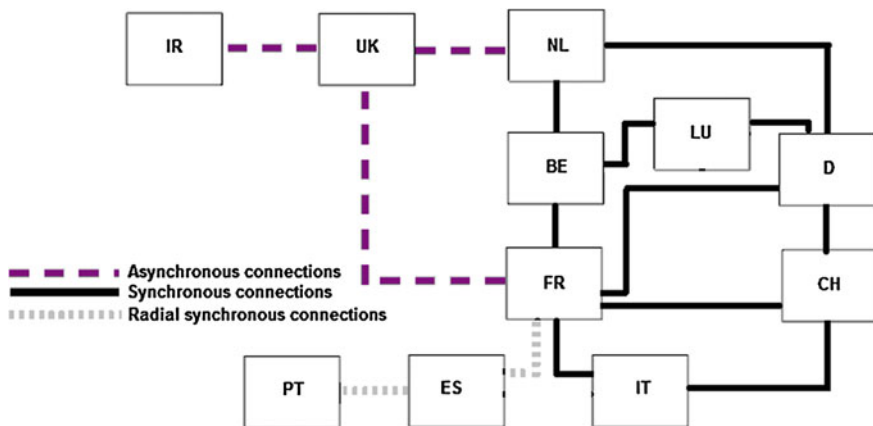 IR
UK
NL
LU
BE
D
Asynchronous connections
Synchronous connections
Radial synchronous connections
FR
CH
PT
ES
IT